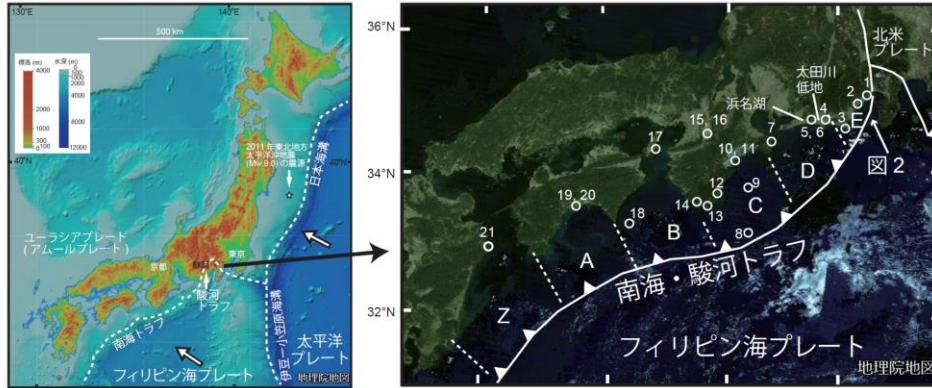 130°E
140°E
500 km
標高 (m)
水深 (m)
4000
1000
300
100
0
0
1000
2000
12000
2011年東北地方
太平洋沖地震
(Mw 9.0)の震源
日本海溝
40°N
40°N
ユーラシアプレート
(アムールプレート)
京都
東京
駿河
トラフ
南海トラフ
伊豆ー小笠原海溝
太平洋
プレート
フィリピン海プレート
地理院地図
36°N
34°N
32°N
北米
プレート
太田川
低地
浜名湖
図2
1
2
3
4
5
6
7
8
9
10
11
12
13
14
15
16
17
18
19
20
21
Z
A
B
C
D
E
南海・駿河トラフ
フィリピン海プレート
地理院地図